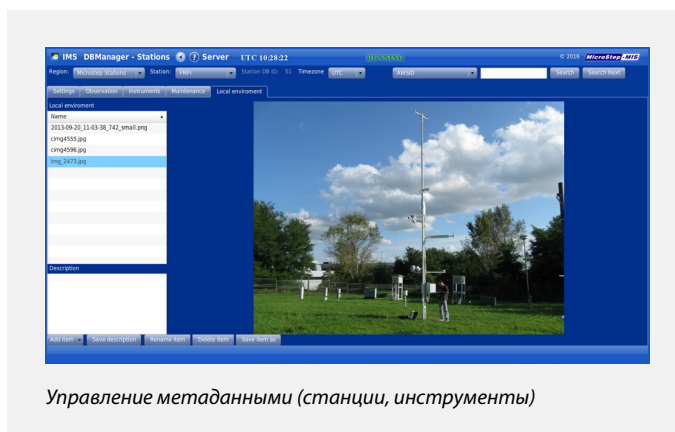 IMS DBManager - Stations ? Server UTC 10:28:22 RUNNING © 2016 MicroStep-MIS
Region: Microstep Stations Station: FMH Station DB ID: 51 Timezone UTC AWSIO Search Search Next
Settings Observation Instruments Maintenance Local enviroment
Local enviroment
Name
2013-09-20_11-03-38_742_small.png
cimg4555.jpg
cimg4596.jpg
img_2473.jpg
Description
Add item Save description Rename item Delete item Save item as
Управление метаданными (станции, инструменты)